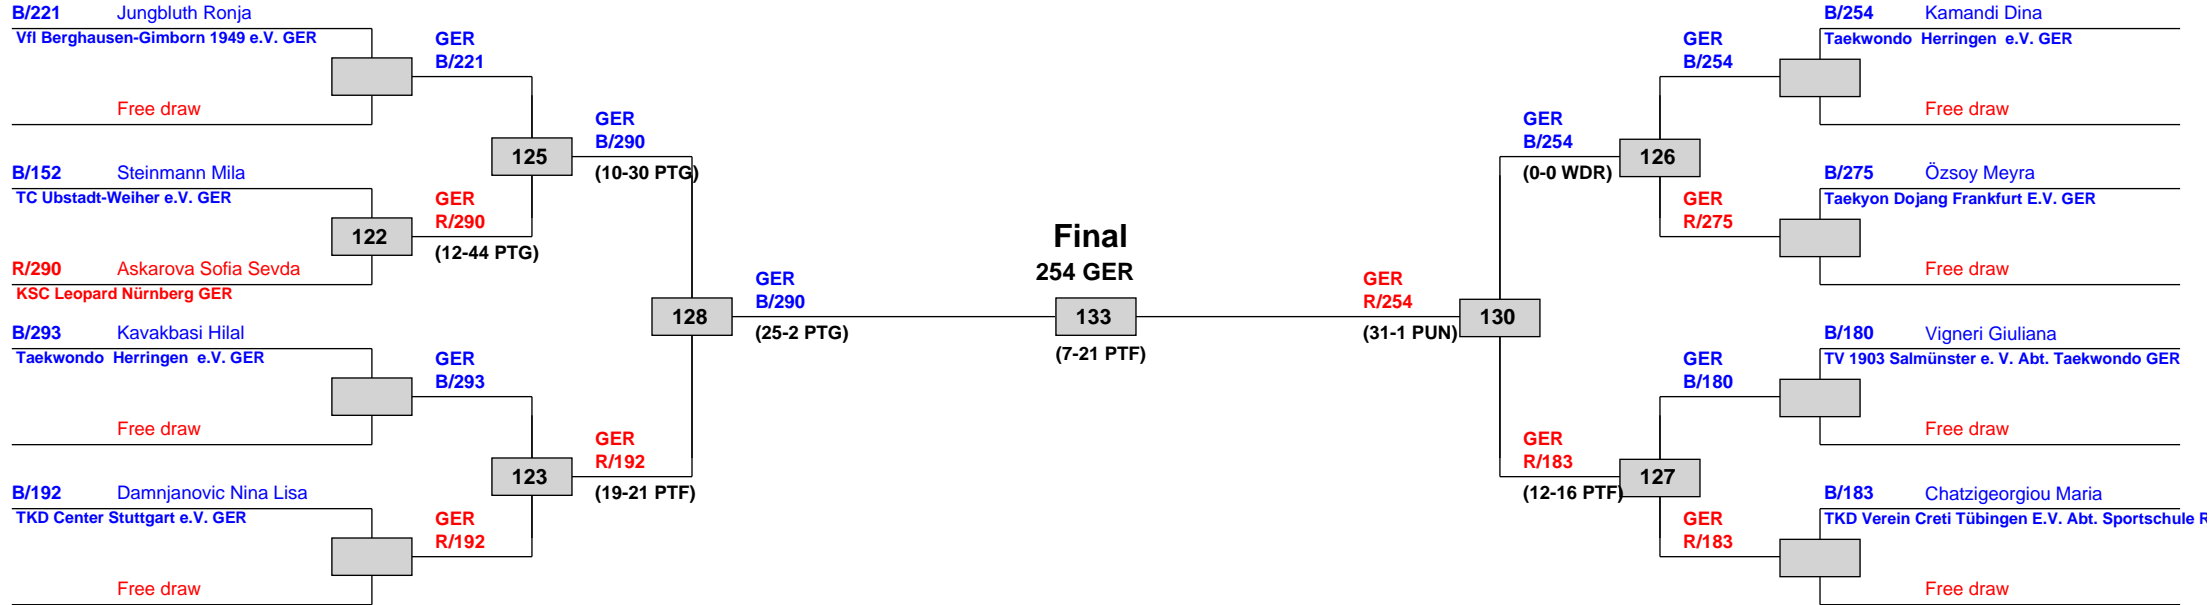 B/221 Jungbluth Ronja
Vfl Berghausen-Gimborn 1949 e.V. GER
Free draw
GER
B/221
B/152 Steinmann Mila
TC Ubstadt-Weiher e.V. GER
122
R/290 Askarova Sofia Sevda
KSC Leopard Nürnberg GER
GER
R/290
(12-44 PTG)
125
GER
B/290
(10-30 PTG)
B/293 Kavakbasi Hilal
Taekwondo Herringen e.V. GER
Free draw
GER
B/293
B/192 Damnjanovic Nina Lisa
TKD Center Stuttgart e.V. GER
Free draw
GER
R/192
123
GER
R/192
(19-21 PTF)
128
GER
B/290
(25-2 PTG)
Final
254 GER
133
(7-21 PTF)
GER
R/254
(31-1 PUN)
130
GER
B/254
(0-0 WDR)
126
GER
B/254
B/254 Kamandi Dina
Taekwondo Herringen e.V. GER
Free draw
GER
R/275
B/275 Özsoy Meyra
Taekyon Dojang Frankfurt E.V. GER
Free draw
GER
R/183
(12-16 PTF)
127
GER
B/180
B/180 Vigneri Giuliana
TV 1903 Salmünster e. V. Abt. Taekwondo GER
Free draw
GER
R/183
B/183 Chatzigeorgiou Maria
TKD Verein Creti Tübingen E.V. Abt. Sportschule R
Free draw